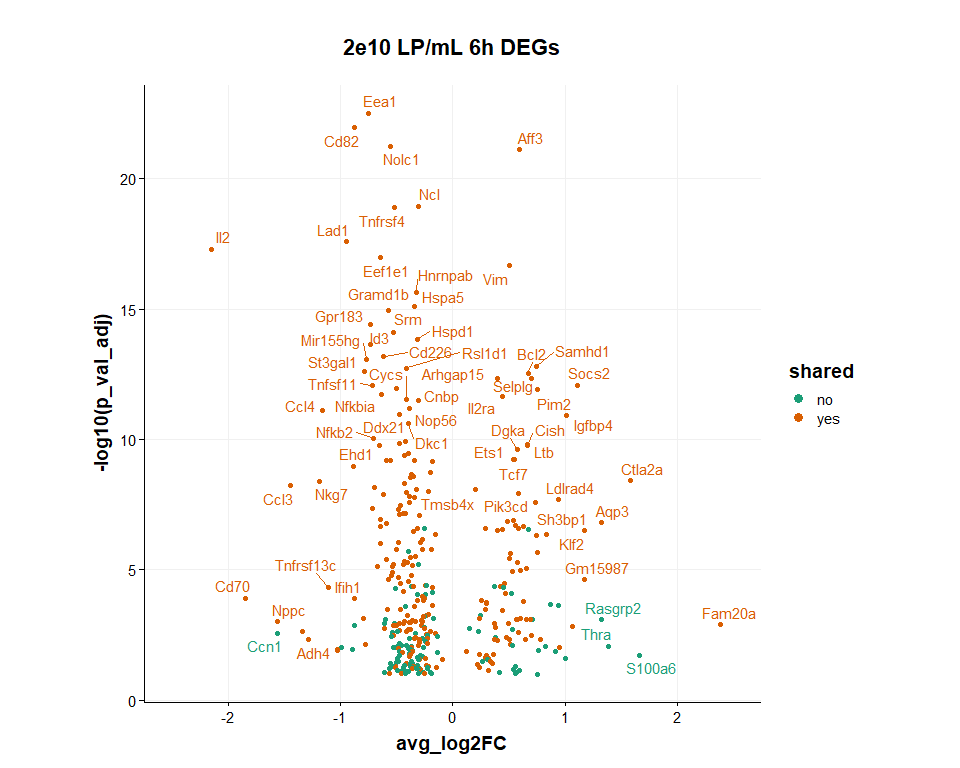 2e10 LP/mL 6h DEGs
Eea1
Cd82
Nolc1
Aff3
20
Ncl
Tnfrsf4
Lad1
Il2
Eef1e1
Hnrnpab
Vim
Gramd1b
Hspa5
15
Gpr183
Srm
Id3
Hspd1
Mir155hg
Cd226
Rsl1d1
Bcl2
Samhd1
St3gal1
Cycs
Arhgap15
Socs2
Tnfsf11
Selplg
Cnbp
Ccl4
Nfkbia
Il2ra
Pim2
Nop56
Igfbp4
Ddx21
Nfkb2
Dgka
Cish
10
Dkc1
Ehd1
Ets1
Ltb
Tcf7
Ctla2a
Ccl3
Nkg7
Ldlrad4
Tmsb4x
Pik3cd
Aqp3
Sh3bp1
Klf2
5
Tnfrsf13c
Gm15987
Cd70
Ifih1
Nppc
Rasgrp2
Fam20a
Ccn1
Thra
Adh4
S100a6
0
-2
-1
0
1
2
avg_log2FC
-log10(p_val_adj)
shared
no
yes